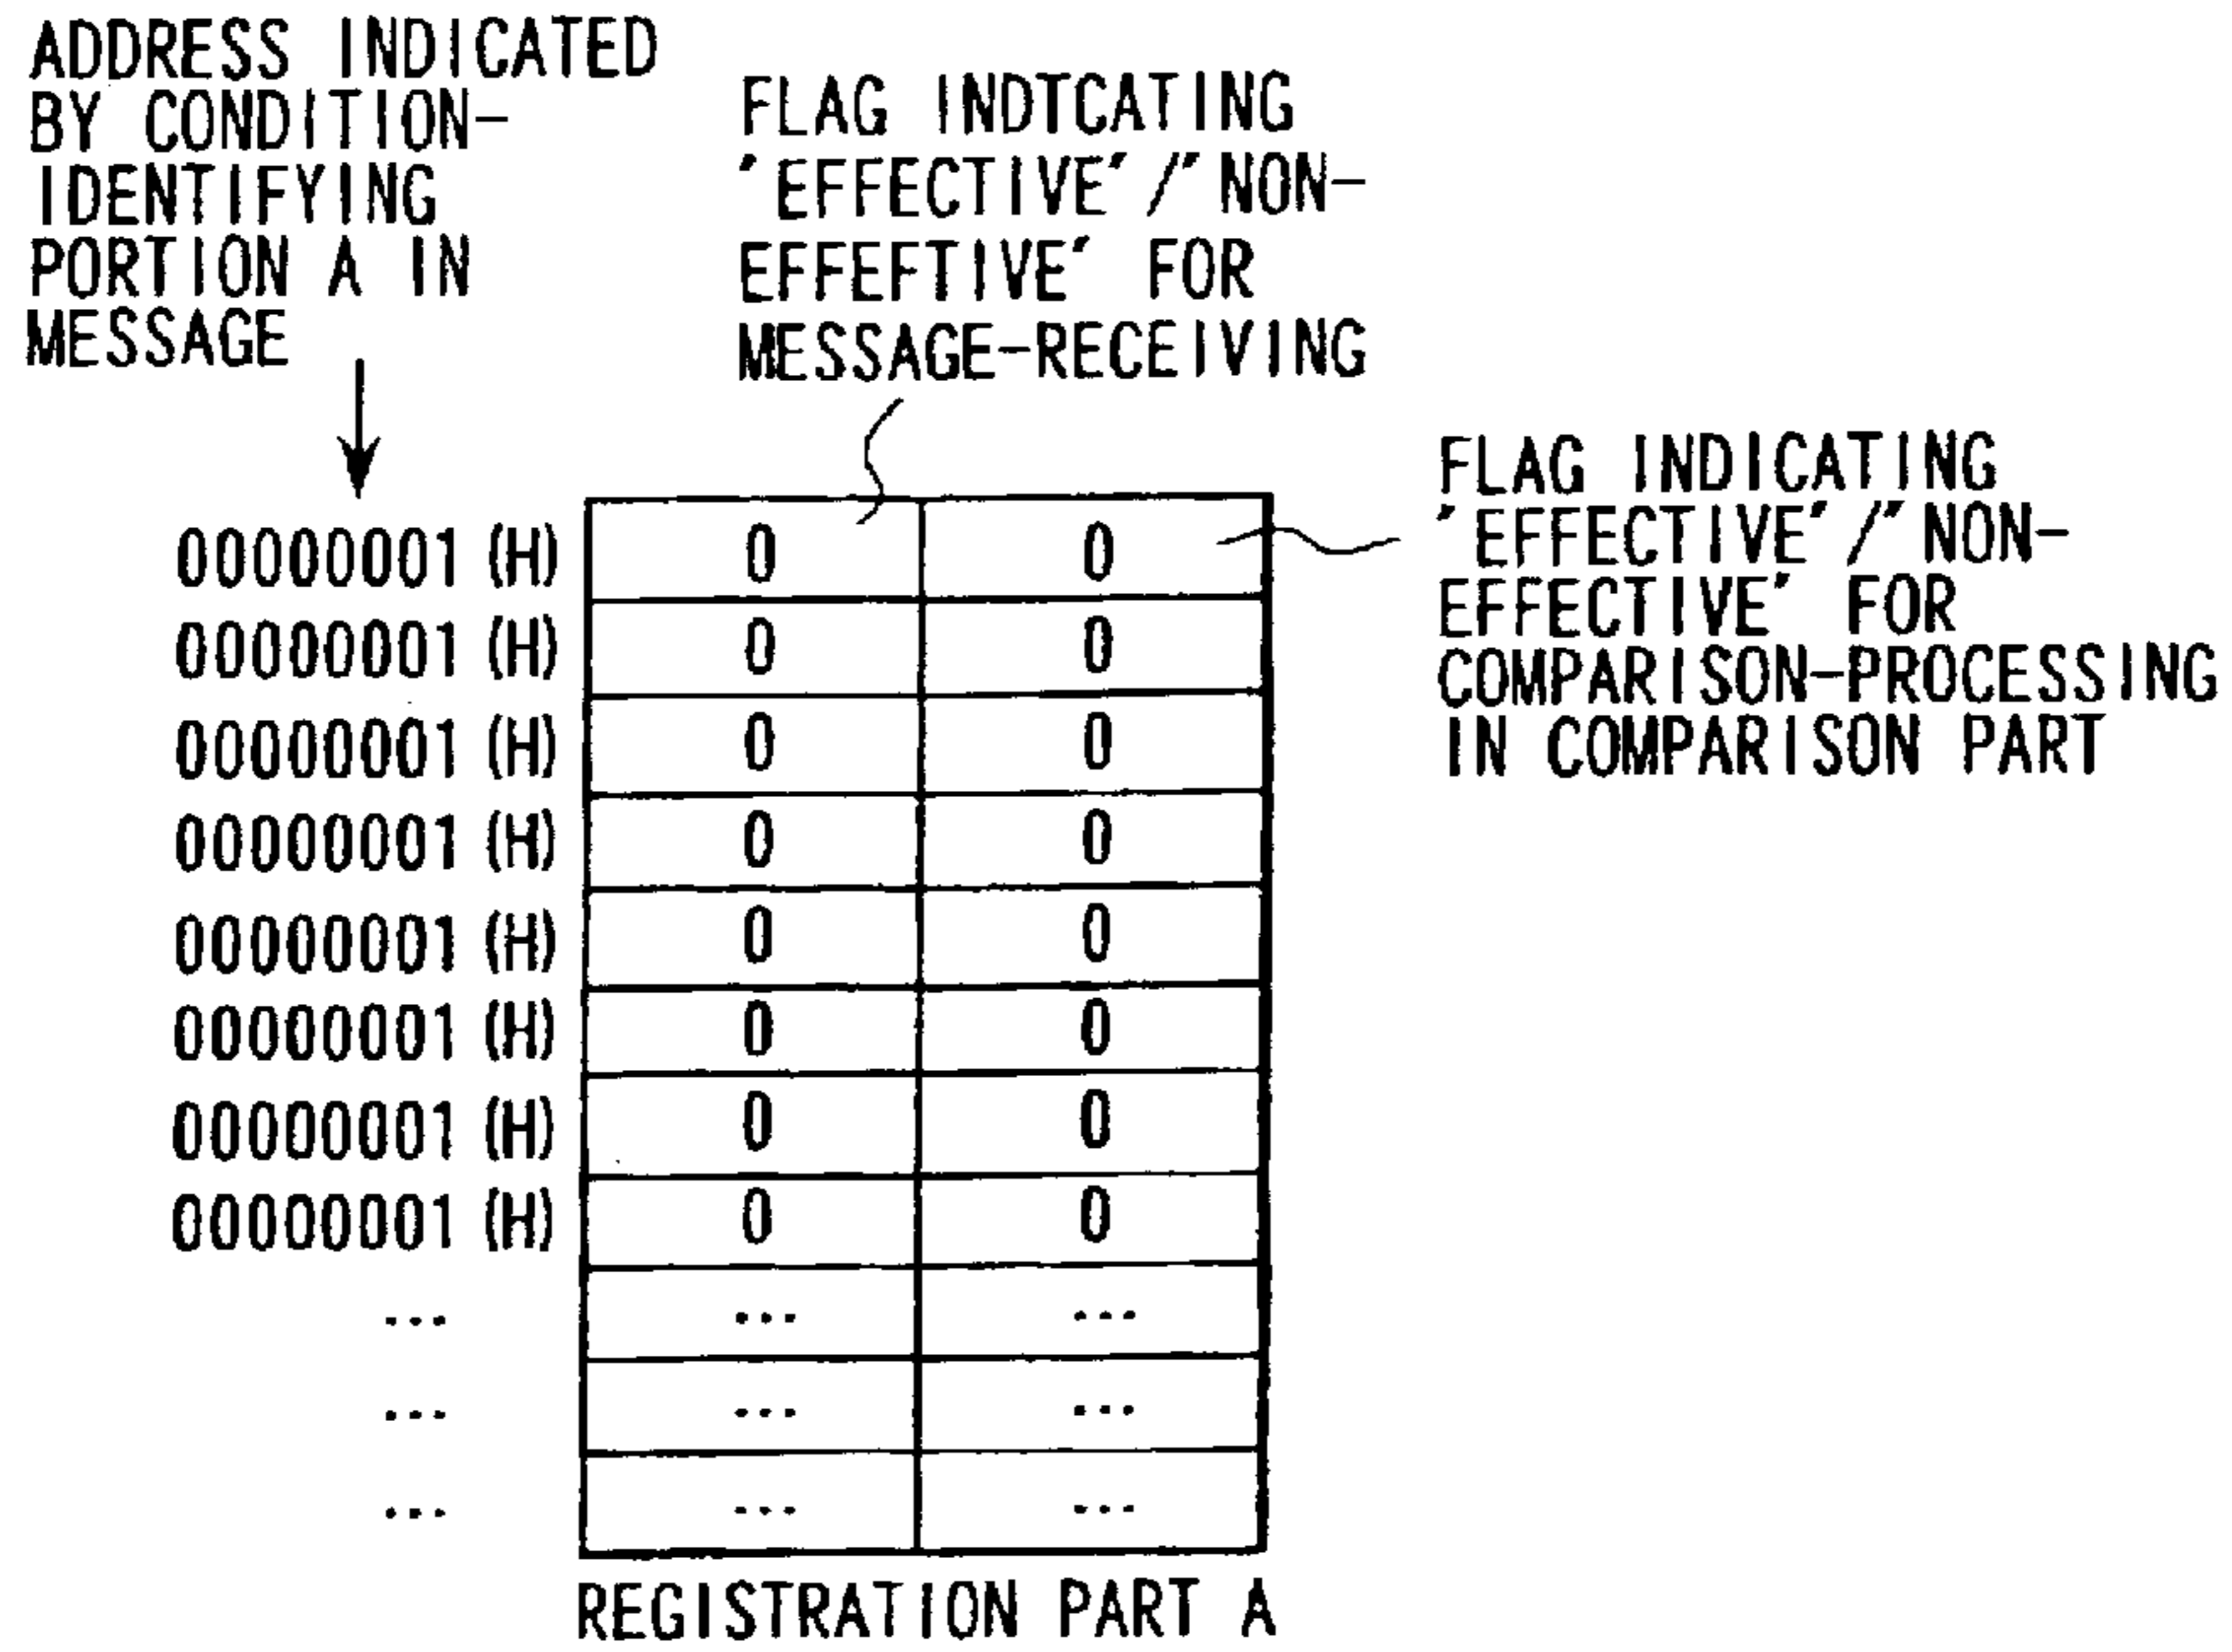 ADDRESS INDICATED
BY CONDITION-
IDENTIFYING
PORTION A IN
MESSAGE
FLAG INDTCATING
'EFFECTIVE'/'NON-
EFFEFTIVE' FOR
MESSAGE-RECEIVING
FLAG INDICATING
'EFFECTIVE'/'NON-
EFFECTIVE' FOR
COMPARISON-PROCESSING
IN COMPARISON PART
00000001 (H) 0 0
00000001 (H) 0 0
00000001 (H) 0 0
00000001 (H) 0 0
00000001 (H) 0 0
00000001 (H) 0 0
00000001 (H) 0 0
00000001 (H) 0 0
... ... ...
... ... ...
... ... ...
REGISTRATION PART A